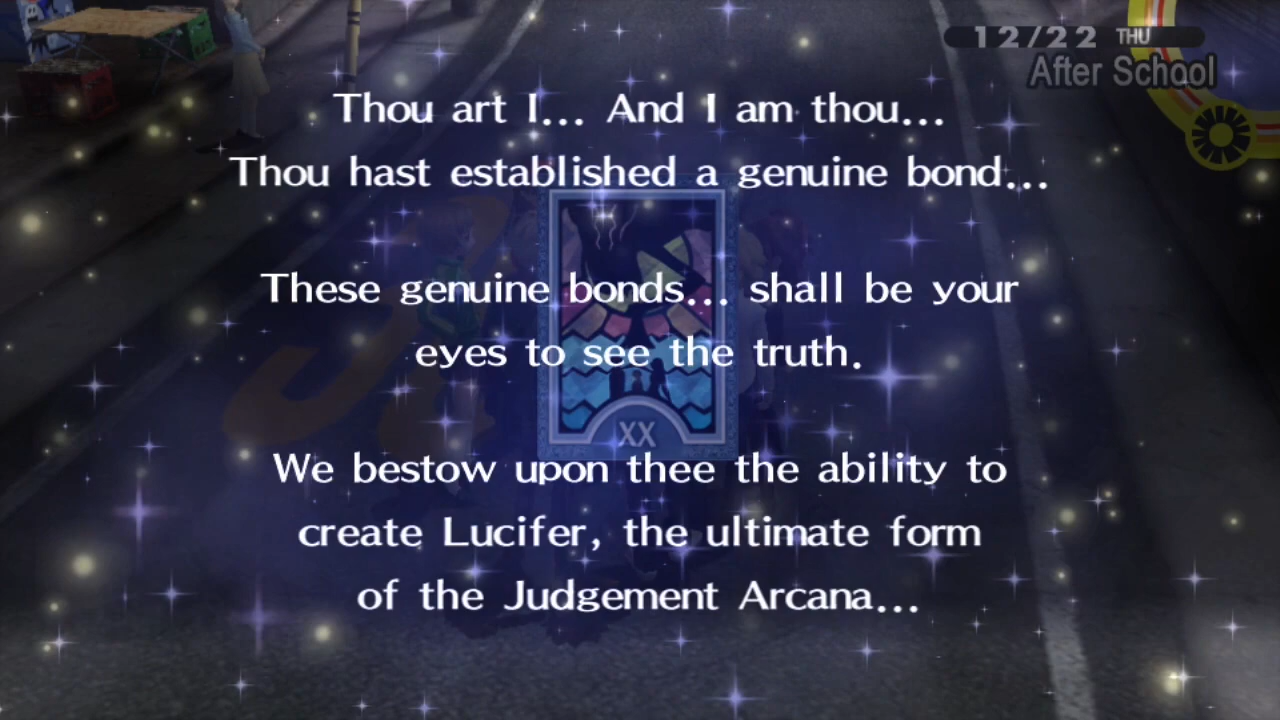 12/22 THU
After School
Thou art I... And I am thou...
Thou hast established a genuine bond...
These genuine bonds... shall be your
eyes to see the truth.
XX
We bestow upon thee the ability to
create Lucifer, the ultimate form
of the Judgement Arcana...